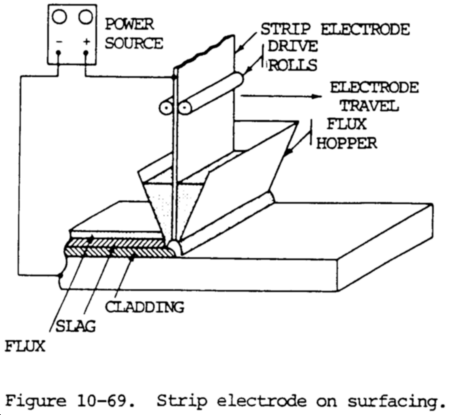 POWER
SOURCE
- +
STRIP ELECTRODE
DRIVE
ROLLS
ELECTRODE
TRAVEL
FLUX
HOPPER
CLADDING
SLAG
FLUX
Figure 10-69. Strip electrode on surfacing.